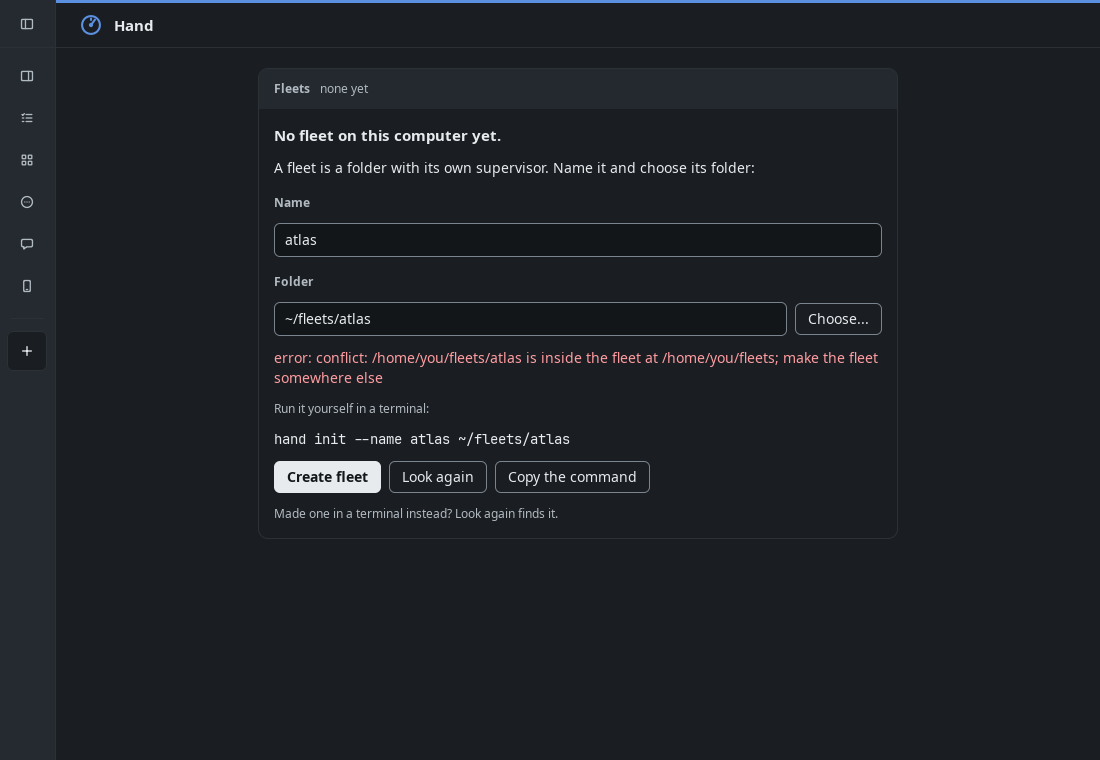 Hand
Fleets none yet
No fleet on this computer yet.
A fleet is a folder with its own supervisor. Name it and choose its folder:
Name
atlas
Folder
~/fleets/atlas
Choose...
error: conflict: /home/you/fleets/atlas is inside the fleet at /home/you/fleets; make the fleet
somewhere else
Run it yourself in a terminal:
hand init --name atlas ~/fleets/atlas
Create fleet Look again Copy the command
Made one in a terminal instead? Look again finds it.